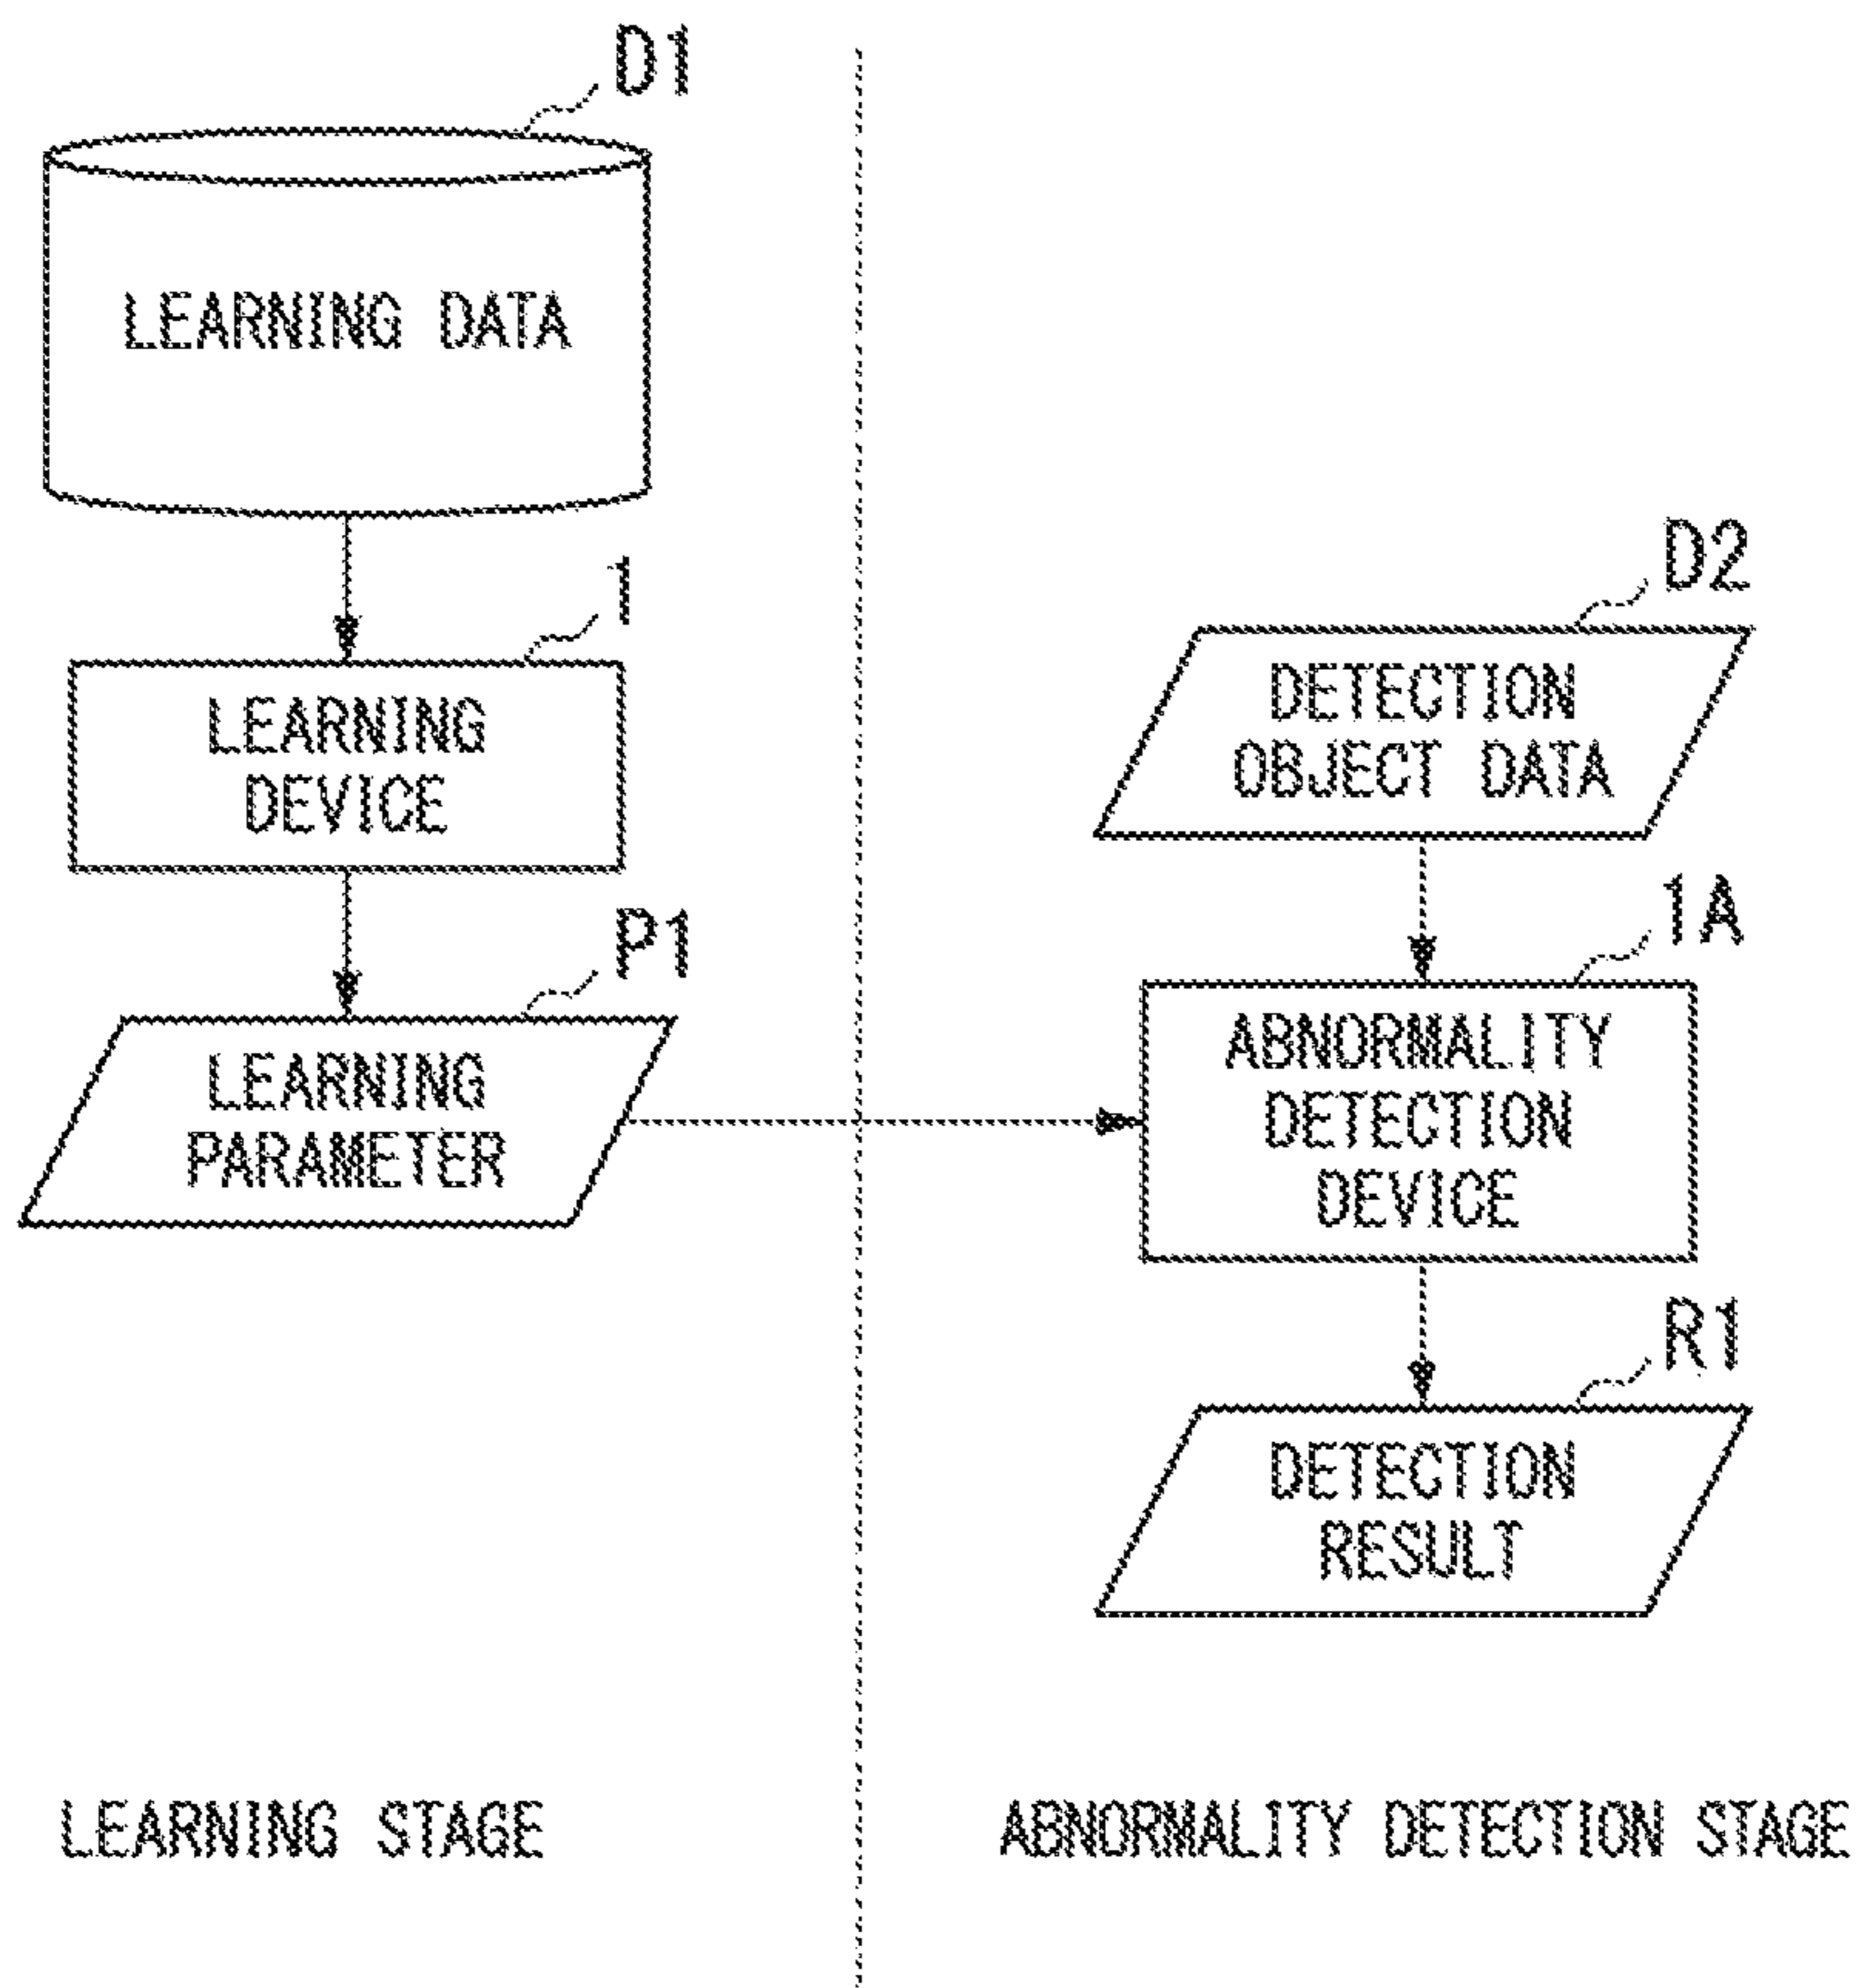 D1
LEARNING DATA
1
LEARNING
DEVICE
P1
LEARNING
PARAMETER
LEARNING STAGE
D2
DETECTION
OBJECT DATA
1A
ABNORMALITY
DETECTION
DEVICE
R1
DETECTION
RESULT
ABNORMALITY DETECTION STAGE